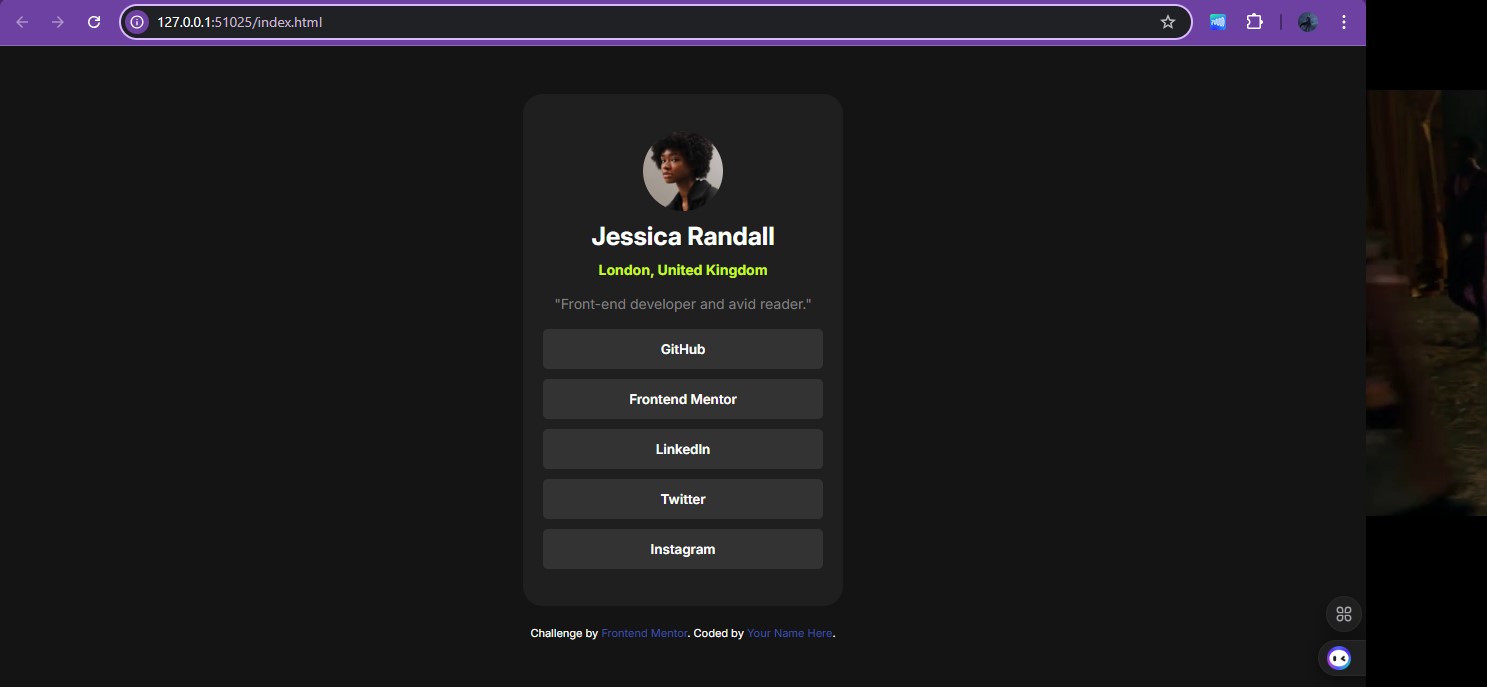 127.0.0.1:51025/index.html
Jessica Randall
London, United Kingdom
"Front-end developer and avid reader."
GitHub
Frontend Mentor
LinkedIn
Twitter
Instagram
Challenge by Frontend Mentor. Coded by Your Name Here.